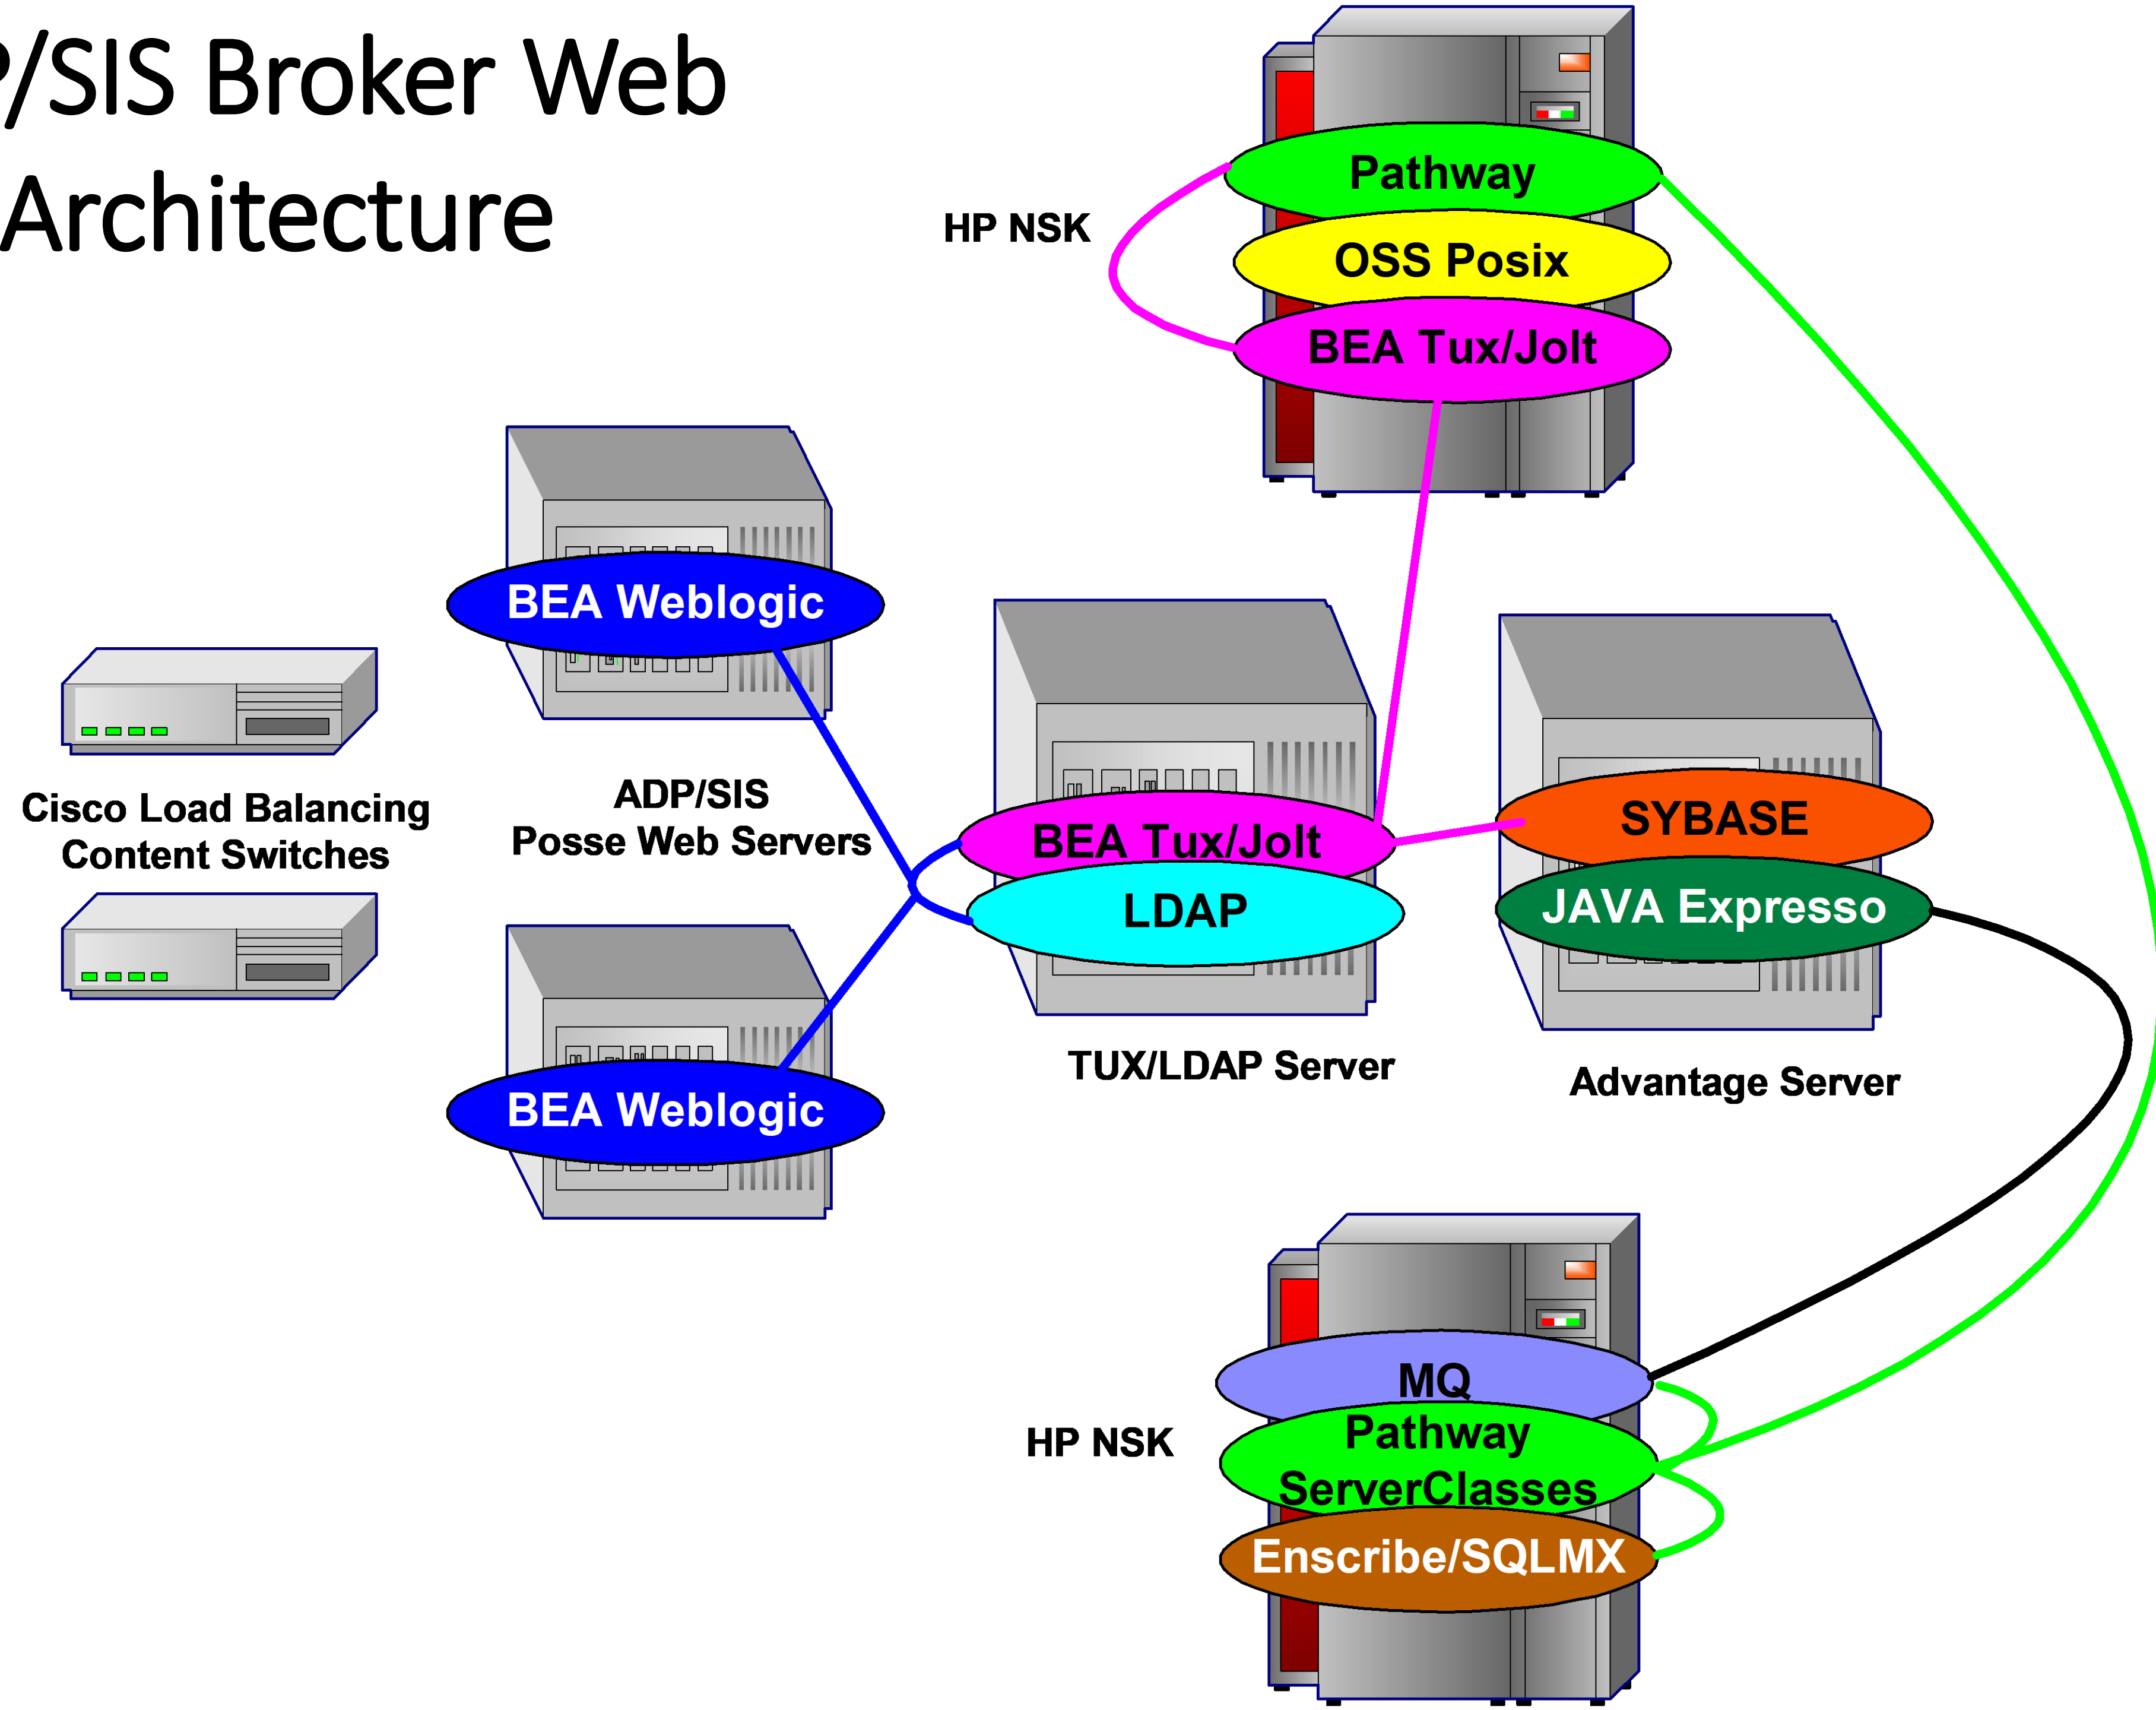 P/SIS Broker Web
Architecture
HP NSK
Pathway
OSS Posix
BEA Tux/Jolt
BEA Weblogic
Cisco Load Balancing
Content Switches
ADP/SIS
Posse Web Servers
BEA Weblogic
BEA Tux/Jolt
LDAP
TUX/LDAP Server
SYBASE
JAVA Expresso
Advantage Server
HP NSK
MQ
Pathway
ServerClasses
Enscribe/SQLMX